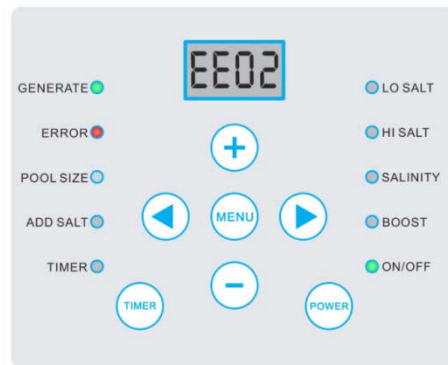 EE02
GENERATE
LO SALT
ERROR
HI SALT
POOL SIZE
SALINITY
MENU
ADD SALT
BOOST
TIMER
ON/OFF
TIMER
POWER